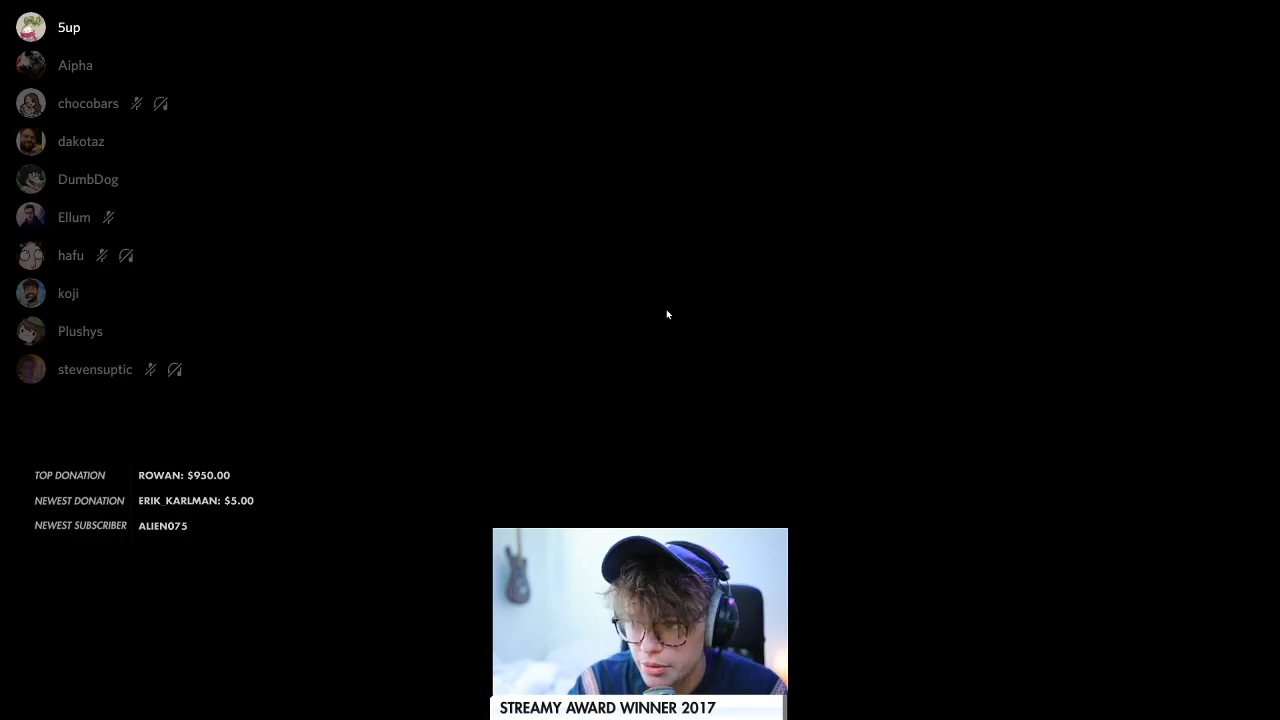 5up
Aipha
chocobars
dakotaz
DumbDog
Ellum
hafu
koji
Plushys
stevensuptic
TOP DONATION ROWAN: $950.00
NEWEST DONATION ERIK_KARLMAN: $5.00
NEWEST SUBSCRIBER ALIEN075
STREAMY AWARD WINNER 2017